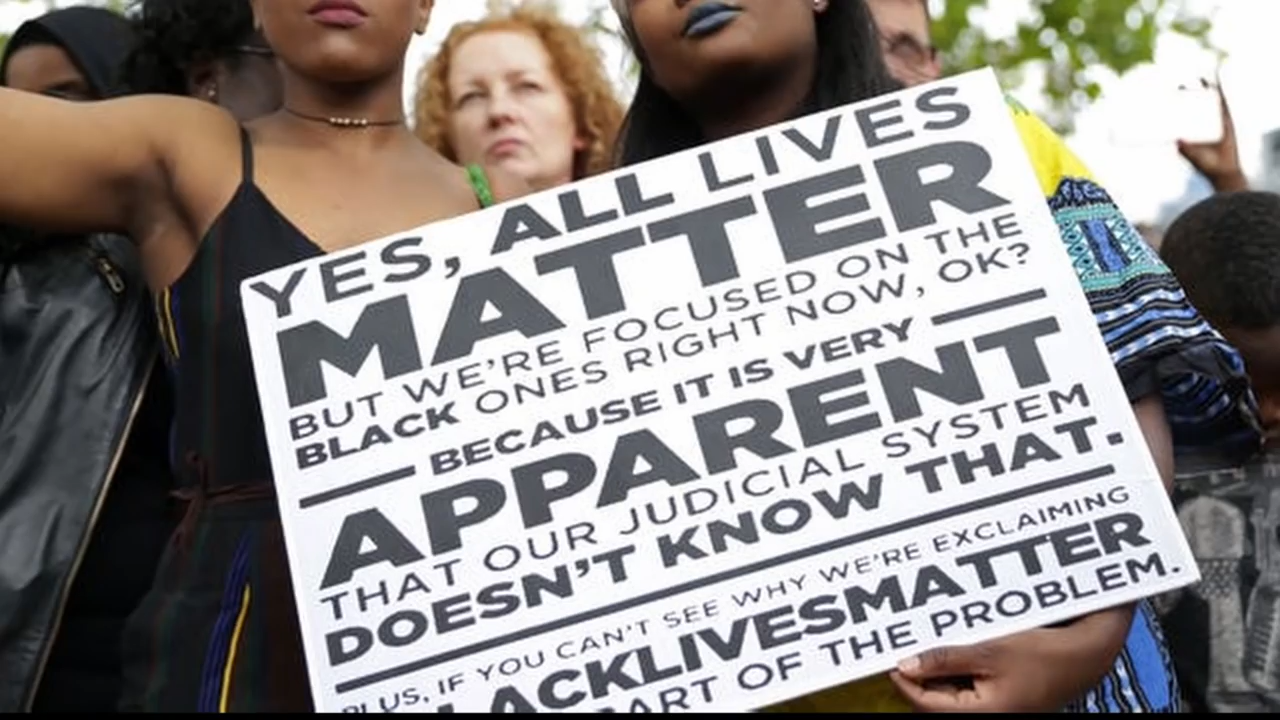 YES, ALL LIVES
MATTER
BUT WE'RE FOCUSED ON THE
BLACK ONES RIGHT NOW, OK?
BECAUSE IT IS VERY
APPARENT
THAT OUR JUDICIAL SYSTEM
DOESN'T KNOW THAT.
PLUS, IF YOU CAN'T SEE WHY WE'RE EXCLAIMING
LACKLIVESMATTER
ART OF THE PROBLEM.